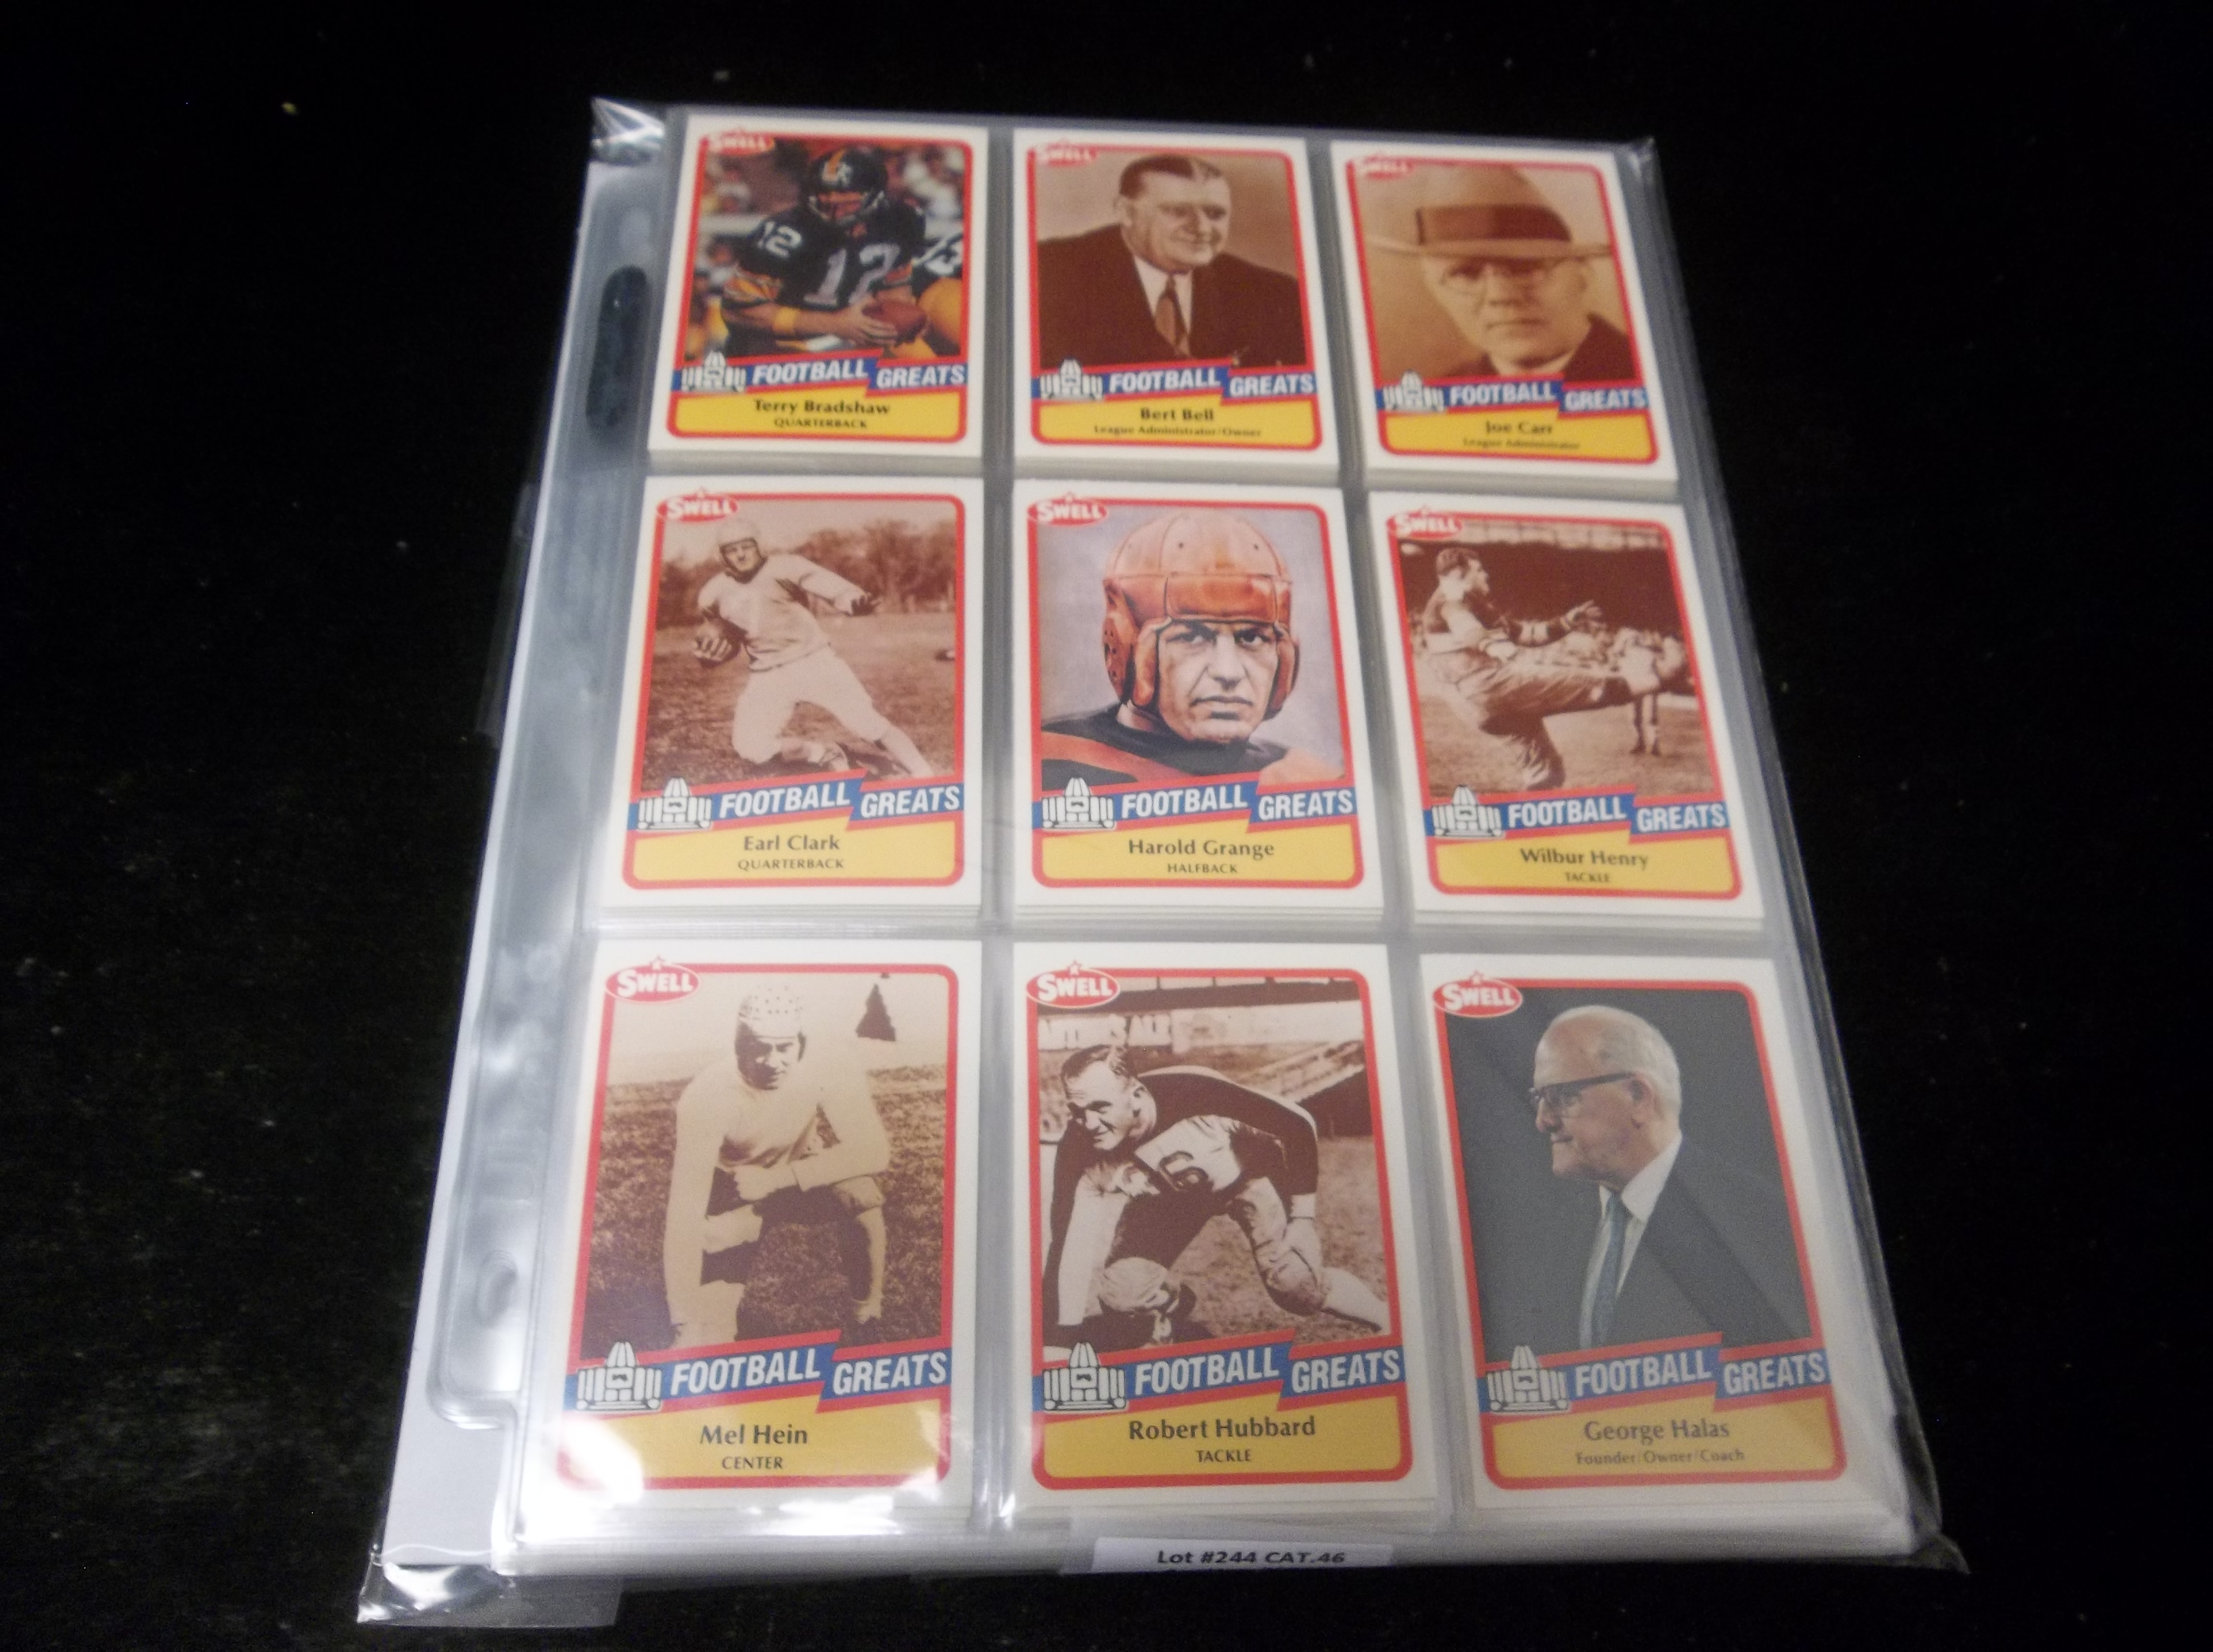 SWELL
12
12
FOOTBALL GREATS
Terry Bradshaw
QUARTERBACK
SWELL
FOOTBALL GREATS
Bert Bell
League Administrator/Owner
SWELL
FOOTBALL GREATS
Joe Carr
League Administrator
SWELL
FOOTBALL GREATS
Earl Clark
QUARTERBACK
SWELL
FOOTBALL GREATS
Harold Grange
HALFBACK
SWELL
FOOTBALL GREATS
Wilbur Henry
TACKLE
SWELL
FOOTBALL GREATS
Mel Hein
CENTER
SWELL
FOOTBALL GREATS
Robert Hubbard
TACKLE
SWELL
FOOTBALL GREATS
George Halas
Founder/Owner/Coach
Lot #244 CAT.46